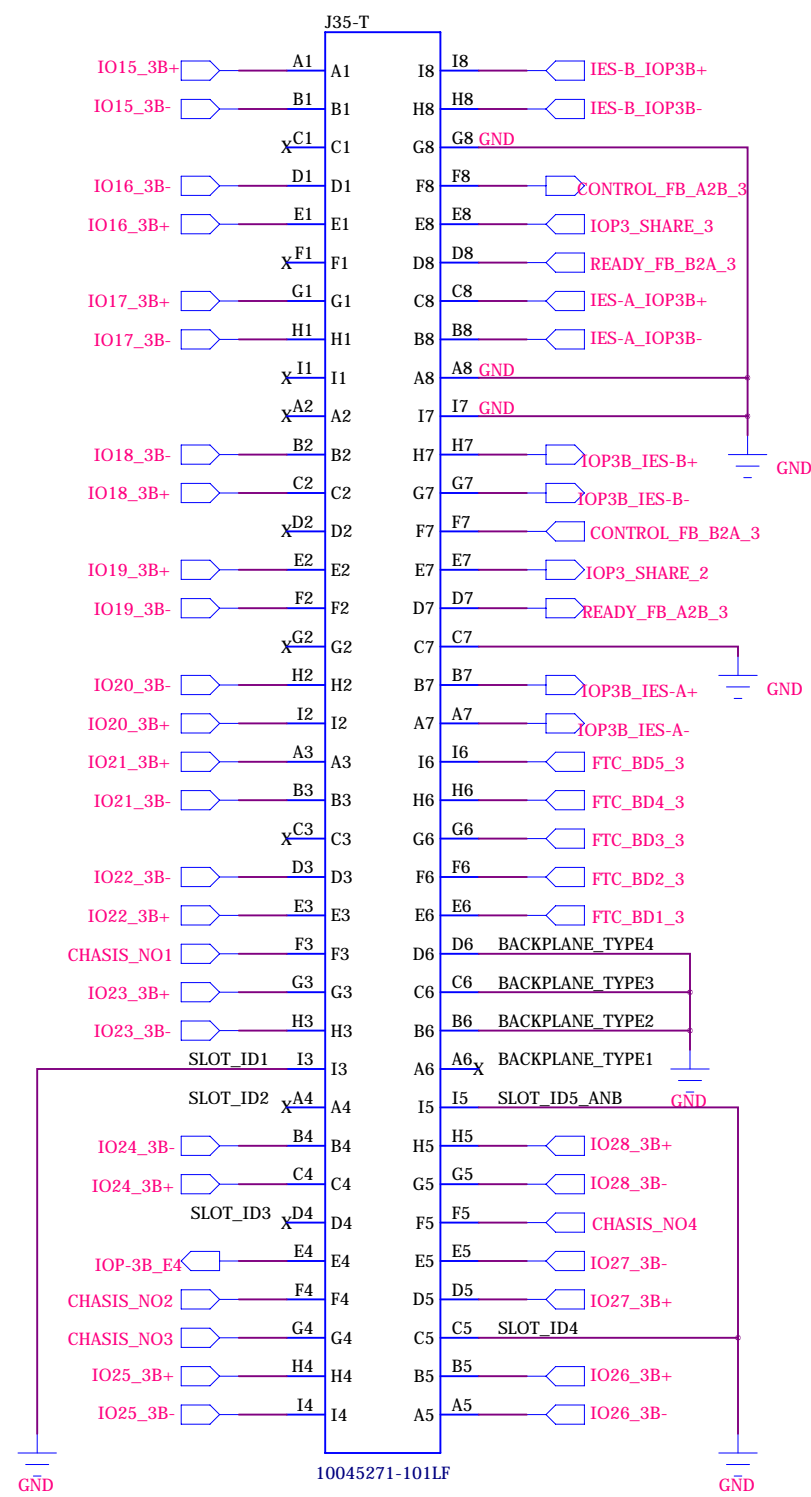 J35-T
IO15_3B+ A1 A1 I8 I8 IES-B_IOP3B+
IO15_3B- B1 B1 H8 H8 IES-B_IOP3B-
X C1 C1 G8 G8 GND
IO16_3B- D1 D1 F8 F8 CONTROL_FB_A2B_3
IO16_3B+ E1 E1 E8 E8 IOP3_SHARE_3
X F1 F1 D8 D8 READY_FB_B2A_3
IO17_3B+ G1 G1 C8 C8 IES-A_IOP3B+
IO17_3B- H1 H1 B8 B8 IES-A_IOP3B-
X I1 I1 A8 A8 GND
X A2 A2 I7 I7 GND
IO18_3B- B2 B2 H7 H7 IOP3B_IES-B+
GND
IO18_3B+ C2 C2 G7 G7 IOP3B_IES-B-
X D2 D2 F7 F7 CONTROL_FB_B2A_3
IO19_3B+ E2 E2 E7 E7 IOP3_SHARE_2
IO19_3B- F2 F2 D7 D7 READY_FB_A2B_3
X G2 G2 C7 C7
IO20_3B- H2 H2 B7 B7 IOP3B_IES-A+ GND
IO20_3B+ I2 I2 A7 A7 IOP3B_IES-A-
IO21_3B+ A3 A3 I6 I6 FTC_BD5_3
IO21_3B- B3 B3 H6 H6 FTC_BD4_3
X C3 C3 G6 G6 FTC_BD3_3
IO22_3B- D3 D3 F6 F6 FTC_BD2_3
IO22_3B+ E3 E3 E6 E6 FTC_BD1_3
CHASIS_NO1 F3 F3 D6 D6 BACKPLANE_TYPE4
IO23_3B+ G3 G3 C6 C6 BACKPLANE_TYPE3
IO23_3B- H3 H3 B6 B6 BACKPLANE_TYPE2
SLOT_ID1 I3 I3 A6 A6 X BACKPLANE_TYPE1
SLOT_ID2 X A4 A4 I5 I5 SLOT_ID5_ANB GND
IO24_3B- B4 B4 H5 H5 IO28_3B+
IO24_3B+ C4 C4 G5 G5 IO28_3B-
SLOT_ID3 X D4 D4 F5 F5 CHASIS_NO4
IOP-3B_E4 E4 E4 E5 E5 IO27_3B-
CHASIS_NO2 F4 F4 D5 D5 IO27_3B+
CHASIS_NO3 G4 G4 C5 C5 SLOT_ID4
IO25_3B+ H4 H4 B5 B5 IO26_3B+
IO25_3B- I4 I4 A5 A5 IO26_3B-
10045271-101LF
GND GND